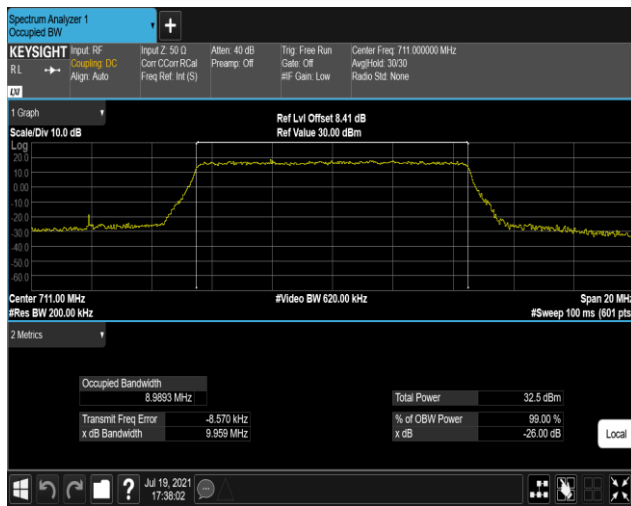 Spectrum Analyzer 1
Occupied BW
KEYSIGHT Input: RF Input Z: 50 Ω Atten: 40 dB Trig: Free Run Center Freq: 711.000000 MHz
RL Coupling: DC Corr CCorr RCal Preamp: Off Gate: Off Avg|Hold: 30/30
Align: Auto Freq Ref: Int (S) #IF Gain: Low Radio Std: None
LXI
1 Graph Ref Lvl Offset 8.41 dB
Scale/Div 10.0 dB Ref Value 30.00 dBm
Log
20.0
10.0
0.00
-10.0
-20.0
-30.0
-40.0
-50.0
-60.0
Center 711.00 MHz #Video BW 620.00 kHz Span 20 MHz
#Res BW 200.00 kHz #Sweep 100 ms (601 pts
2 Metrics
Occupied Bandwidth
8.9893 MHz Total Power 32.5 dBm
Transmit Freq Error -8.570 kHz % of OBW Power 99.00 %
x dB Bandwidth 9.959 MHz x dB -26.00 dB
Local
? Jul 19, 2021
17:38:02